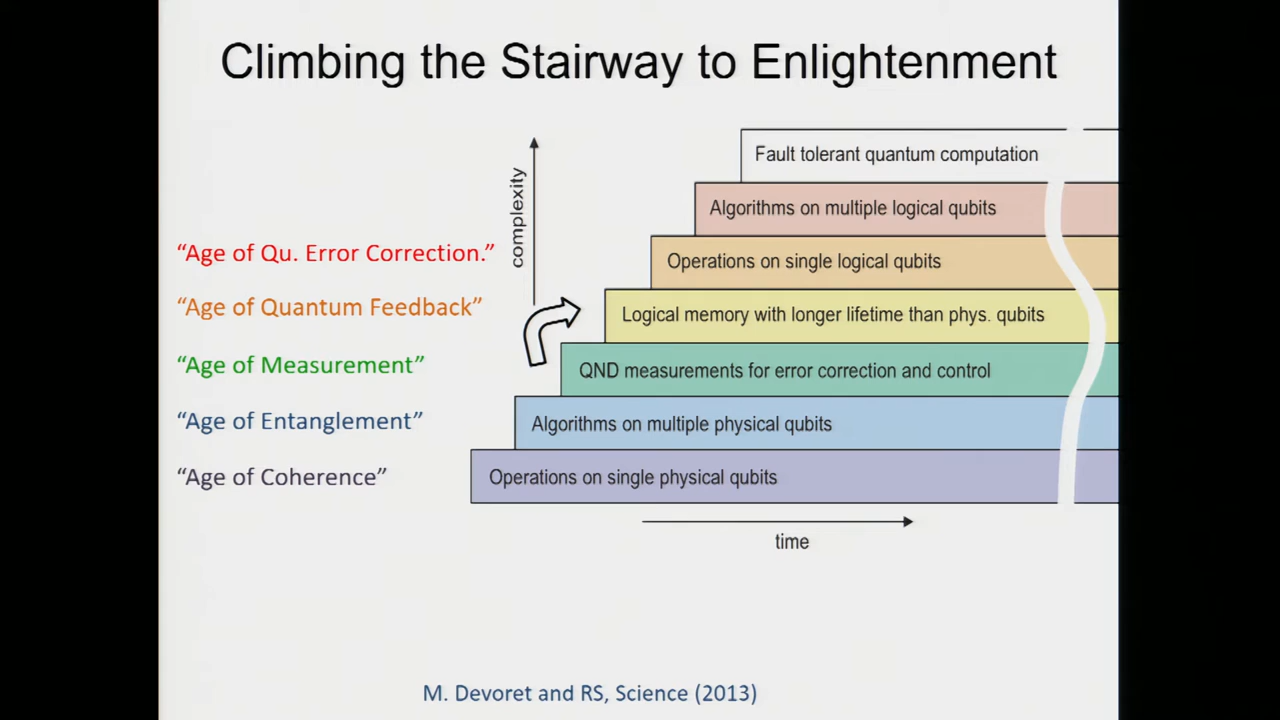 Climbing the Stairway to Enlightenment
complexity
Fault tolerant quantum computation
Algorithms on multiple logical qubits
“Age of Qu. Error Correction.”
Operations on single logical qubits
“Age of Quantum Feedback”
Logical memory with longer lifetime than phys. qubits
“Age of Measurement”
QND measurements for error correction and control
“Age of Entanglement”
Algorithms on multiple physical qubits
“Age of Coherence”
Operations on single physical qubits
time
M. Devoret and RS, Science (2013)